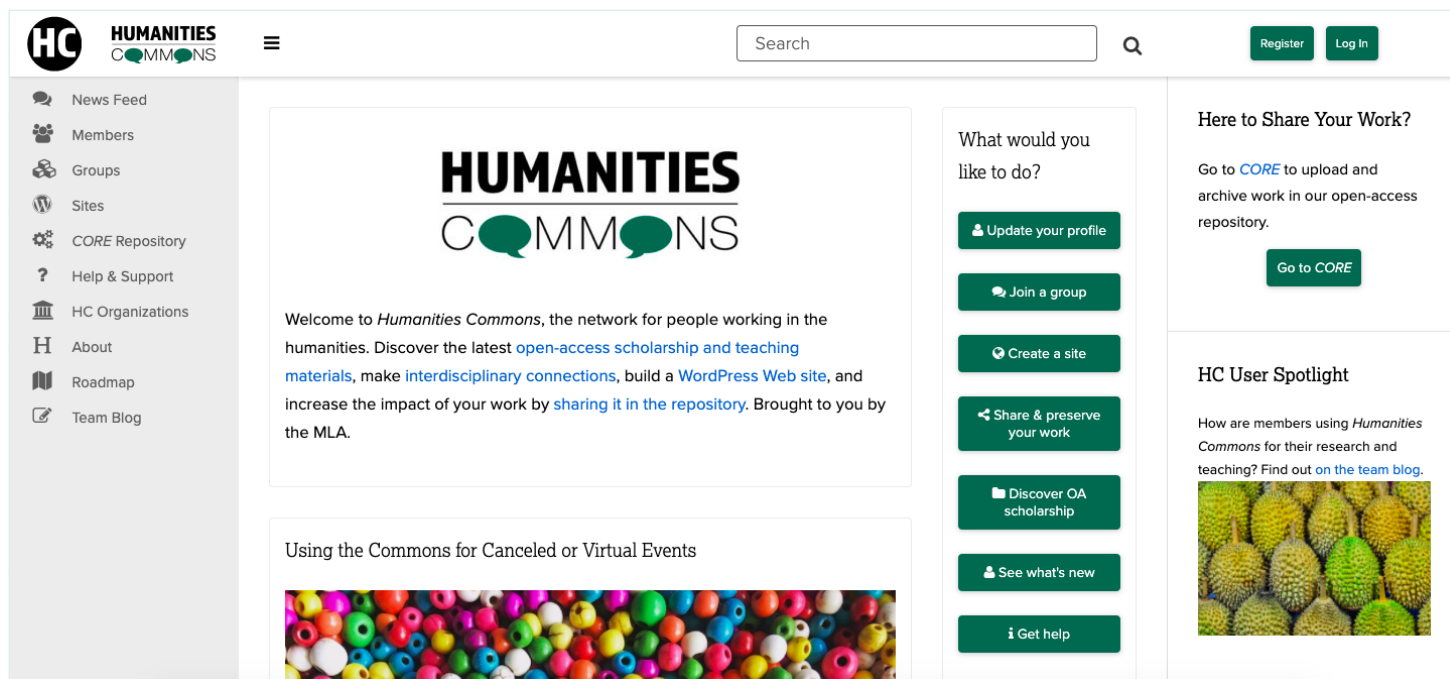 HC
HUMANITIES
COMMONS
Search
Register
Log In
News Feed
Members
Groups
Sites
CORE Repository
Help & Support
HC Organizations
About
Roadmap
Team Blog
HUMANITIES
COMMONS
Welcome to Humanities Commons, the network for people working in the
humanities. Discover the latest open-access scholarship and teaching
materials, make interdisciplinary connections, build a WordPress Web site, and
increase the impact of your work by sharing it in the repository. Brought to you by
the MLA.
Using the Commons for Canceled or Virtual Events
What would you
like to do?
Update your profile
Join a group
Create a site
Share & preserve
your work
Discover OA
scholarship
See what's new
Get help
Here to Share Your Work?
Go to CORE to upload and
archive work in our open-access
repository.
Go to CORE
HC User Spotlight
How are members using Humanities
Commons for their research and
teaching? Find out on the team blog.